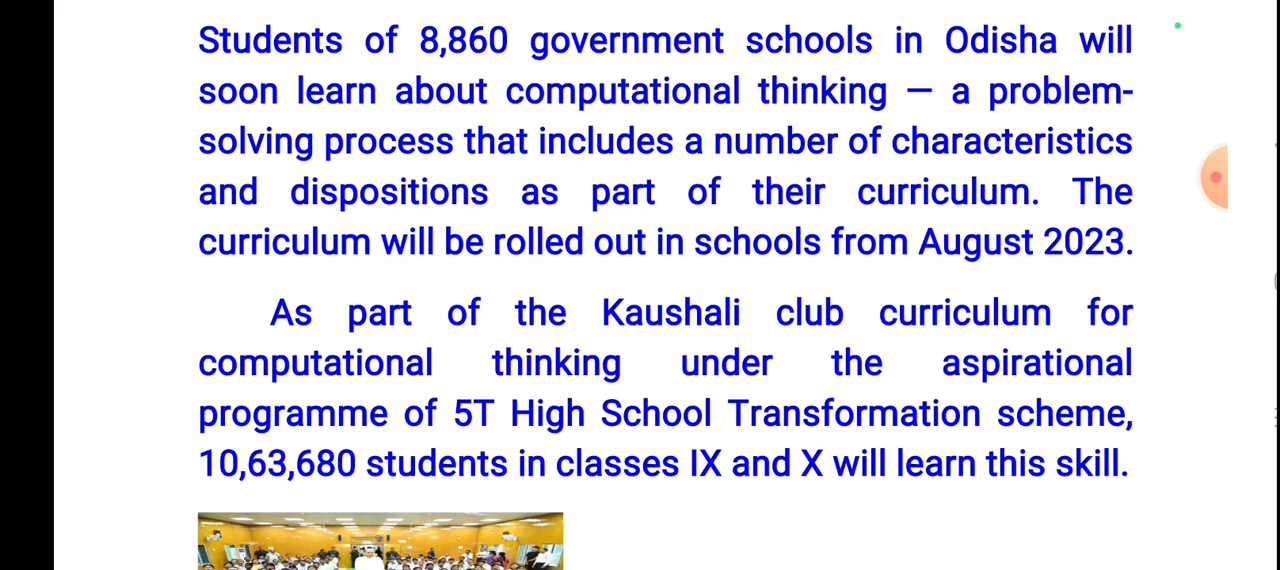 Students of 8,860 government schools in Odisha will
soon learn about computational thinking — a problem-
solving process that includes a number of characteristics
and dispositions as part of their curriculum. The
curriculum will be rolled out in schools from August 2023.
As part of the Kaushali club curriculum for
computational thinking under the aspirational
programme of 5T High School Transformation scheme,
10,63,680 students in classes IX and X will learn this skill.